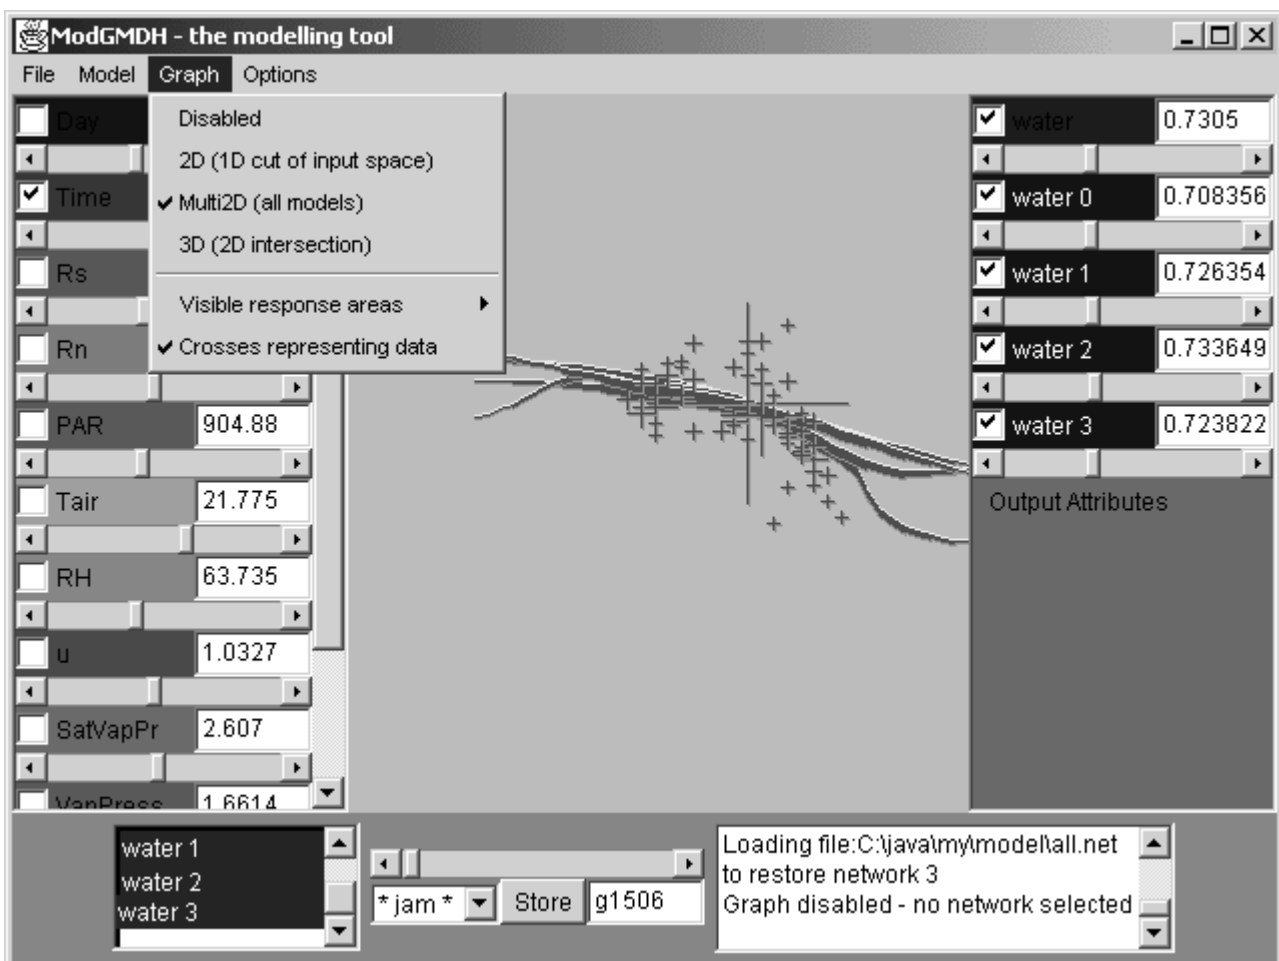 ModGMDH - the modelling tool
File Model Graph Options
Disabled
2D (1D cut of input space)
Multi2D (all models)
3D (2D intersection)
Visible response areas
Crosses representing data
Day
Time
Rs
Rn
PAR 904.88
Tair 21.775
RH 63.735
u 1.0327
SatVapPr 2.607
VapPress 1.6614
water 0.7305
water 0 0.708356
water 1 0.726354
water 2 0.733649
water 3 0.723822
Output Attributes
water 1
water 2
water 3
* jam * Store g1506
Loading file:C:\java\my\model\all.net
to restore network 3
Graph disabled - no network selected